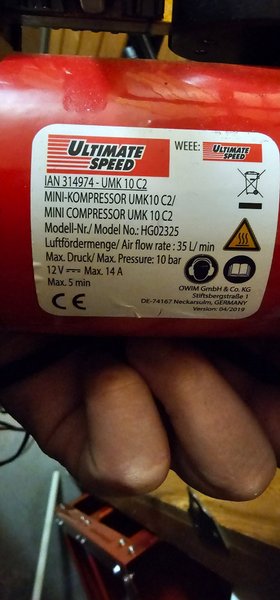 ULTIMATE SPEED
WEEE: ULTIMATE SPEED
IAN 314974 - UMK 10 C2
MINI-KOMPRESSOR UMK10 C2/
MINI COMPRESSOR UMK 10 C2
Modell-Nr./ Model No.: HG02325
Luftfördermenge/ Air flow rate : 35 L/ min
Max. Druck/ Max. Pressure: 10 bar
12 V ⎓ Max. 14 A
Max. 5 min
CE
OWIM GmbH & Co. KG
Stiftsbergstraße 1
DE-74167 Neckarsulm, GERMANY
Version: 04/2019